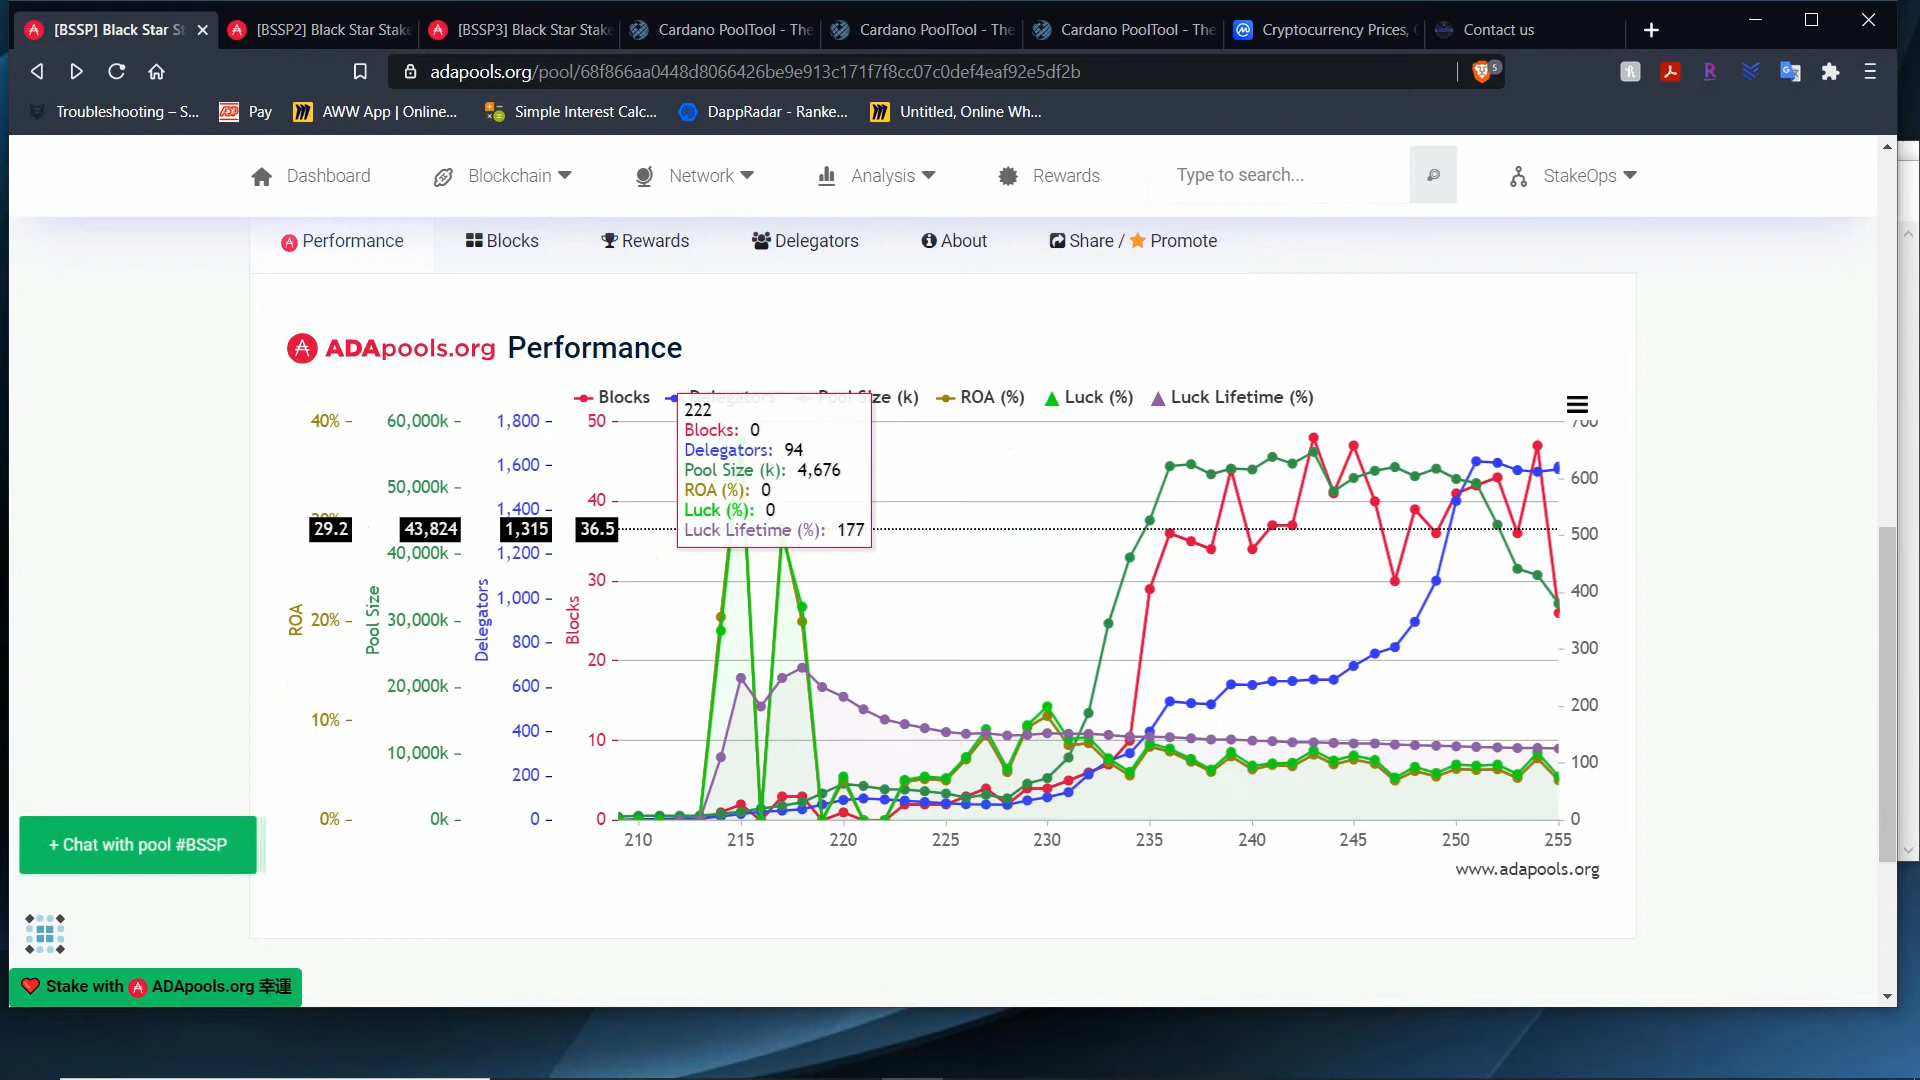 [BSSP] Black Star St
[BSSP2] Black Star Stake
[BSSP3] Black Star Stake
Cardano PoolTool - The
Cardano PoolTool - The
Cardano PoolTool - The
Cryptocurrency Prices,
Contact us
adapools.org/pool/68f866aa0448d8066426be9e913c171f7f8cc07c0def4eaf92e5df2b
5
Troubleshooting – S...
Pay
AWW App | Online...
Simple Interest Calc...
DappRadar - Ranke...
Untitled, Online Wh...
Dashboard
Blockchain
Network
Analysis
Rewards
Type to search...
StakeOps
Performance
Blocks
Rewards
Delegators
About
Share / Promote
ADApools.org Performance
Blocks
Delegators
Pool Size (k)
ROA (%)
Luck (%)
Luck Lifetime (%)
222
Blocks: 0
Delegators: 94
Pool Size (k): 4,676
ROA (%): 0
Luck (%): 0
Luck Lifetime (%): 177
40% 60,000k 1,800 50 700
1,600 600
50,000k
40
1,400
29.2 43,824 1,315 36.5
500
40,000k 1,200
30 400
1,000
ROA
Pool Size
Delegators
Blocks
20% 30,000k
800
20 300
20,000k 600
10% 200
400 10
10,000k 200 100
0% 0k 0 0 0
210 215 220 225 230 235 240 245 250 255
www.adapools.org
+ Chat with pool #BSSP
Stake with ADApools.org 幸運